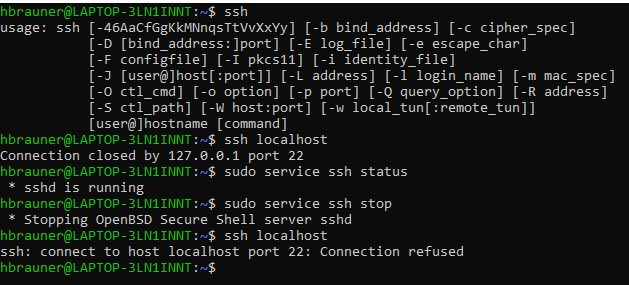 hbrauner@LAPTOP-3LN1INNT:~$ ssh
usage: ssh [-46AaCfGgKkMNnqsTtVvXxYy] [-b bind_address] [-c cipher_spec]
           [-D [bind_address:]port] [-E log_file] [-e escape_char]
           [-F configfile] [-I pkcs11] [-i identity_file]
           [-J [user@]host[:port]] [-L address] [-l login_name] [-m mac_spec]
           [-O ctl_cmd] [-o option] [-p port] [-Q query_option] [-R address]
           [-S ctl_path] [-W host:port] [-w local_tun[:remote_tun]]
           [user@]hostname [command]
hbrauner@LAPTOP-3LN1INNT:~$ ssh localhost
Connection closed by 127.0.0.1 port 22
hbrauner@LAPTOP-3LN1INNT:~$ sudo service ssh status
 * sshd is running
hbrauner@LAPTOP-3LN1INNT:~$ sudo service ssh stop
 * Stopping OpenBSD Secure Shell server sshd
hbrauner@LAPTOP-3LN1INNT:~$ ssh localhost
ssh: connect to host localhost port 22: Connection refused
hbrauner@LAPTOP-3LN1INNT:~$